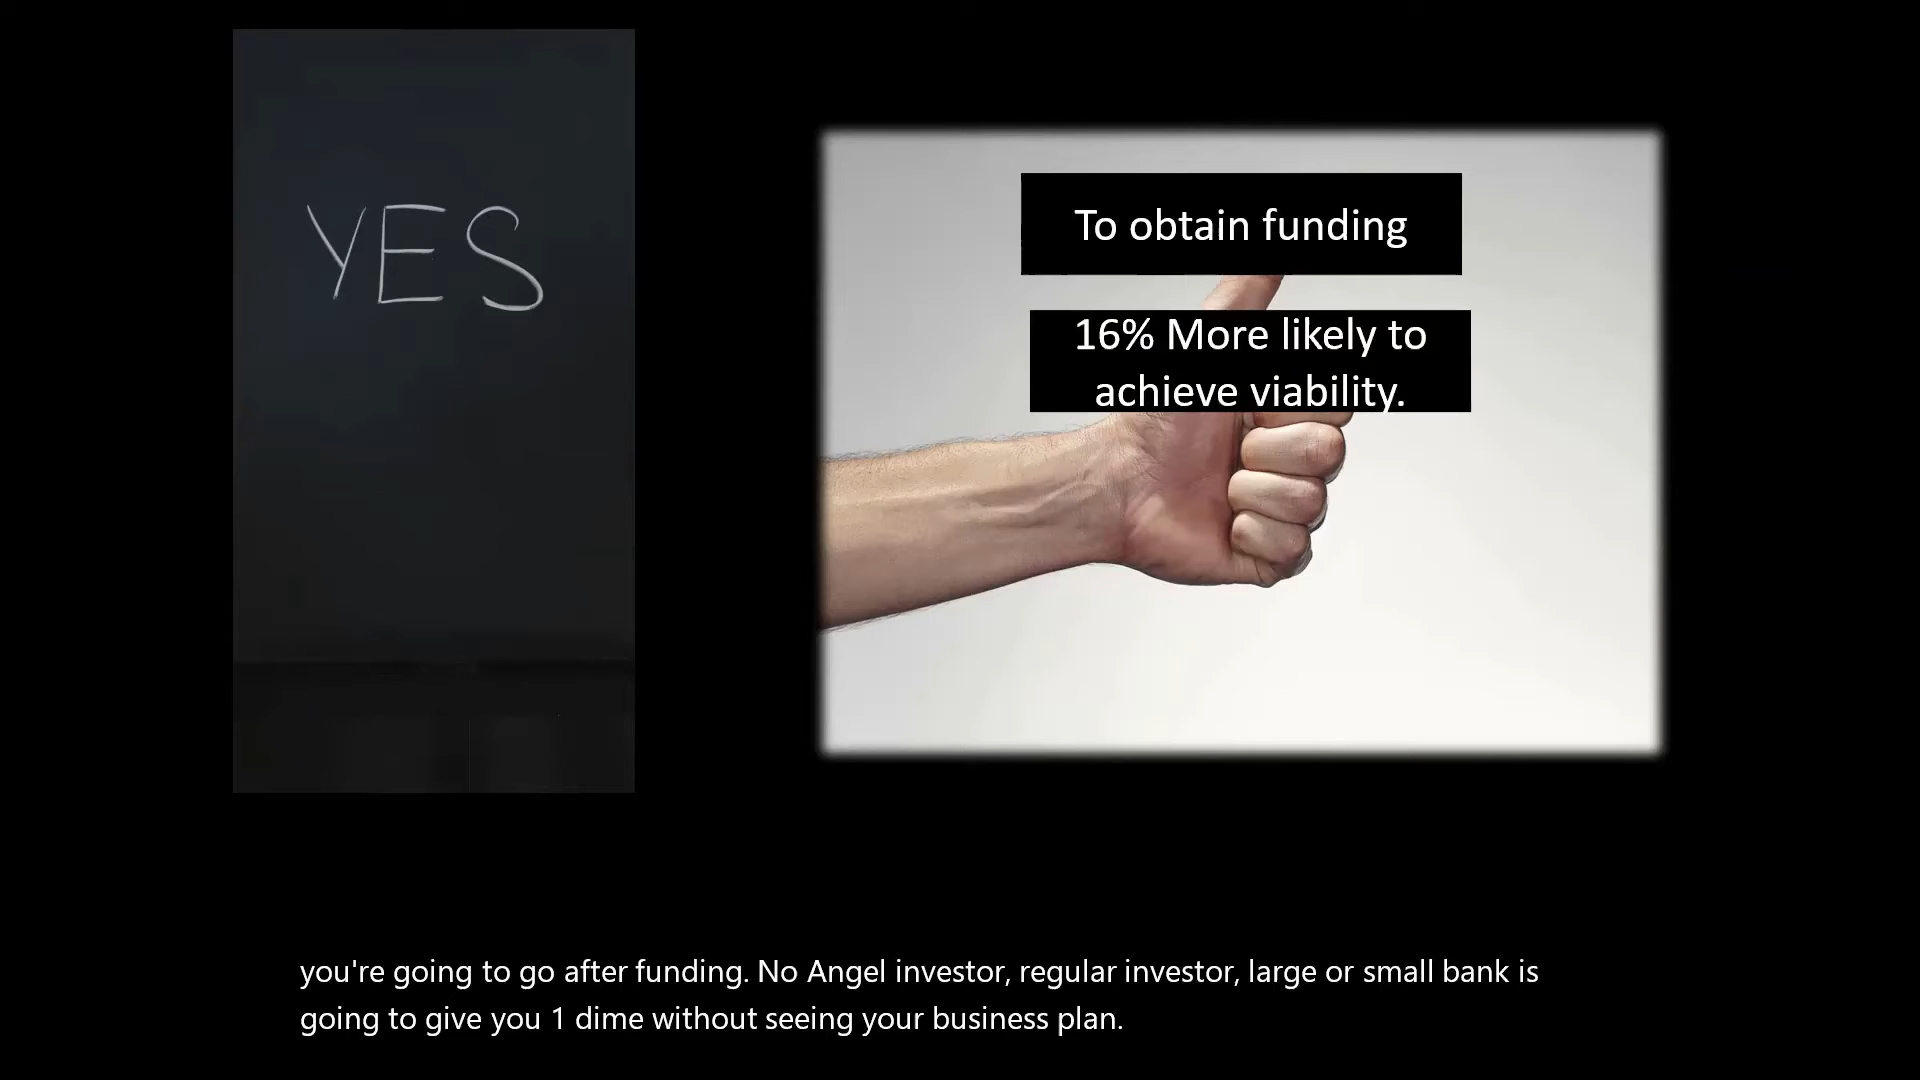 YES
To obtain funding
16% More likely to
achieve viability.
you're going to go after funding. No Angel investor, regular investor, large or small bank is
going to give you 1 dime without seeing your business plan.